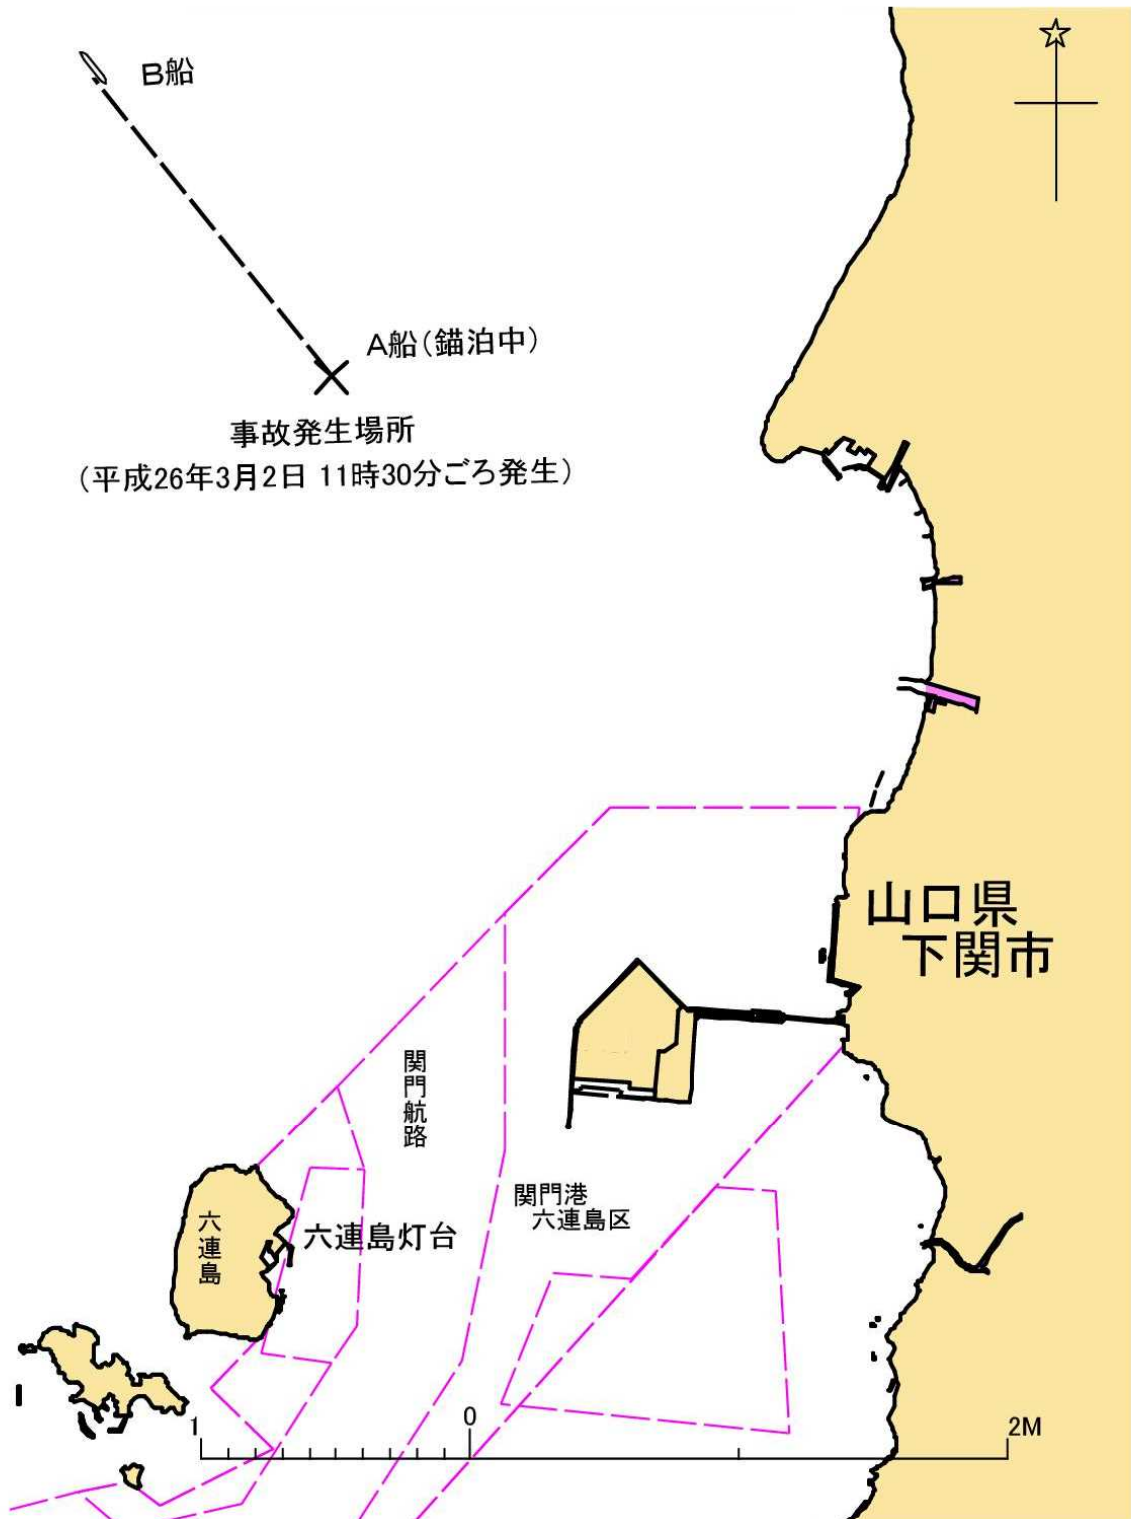 B船
A船(錨泊中)
事故発生場所
(平成26年3月2日 11時30分ごろ発生)
山口県
下関市
関門航路
関門港
六連島区
六連島灯台
六連島
1
0
2M